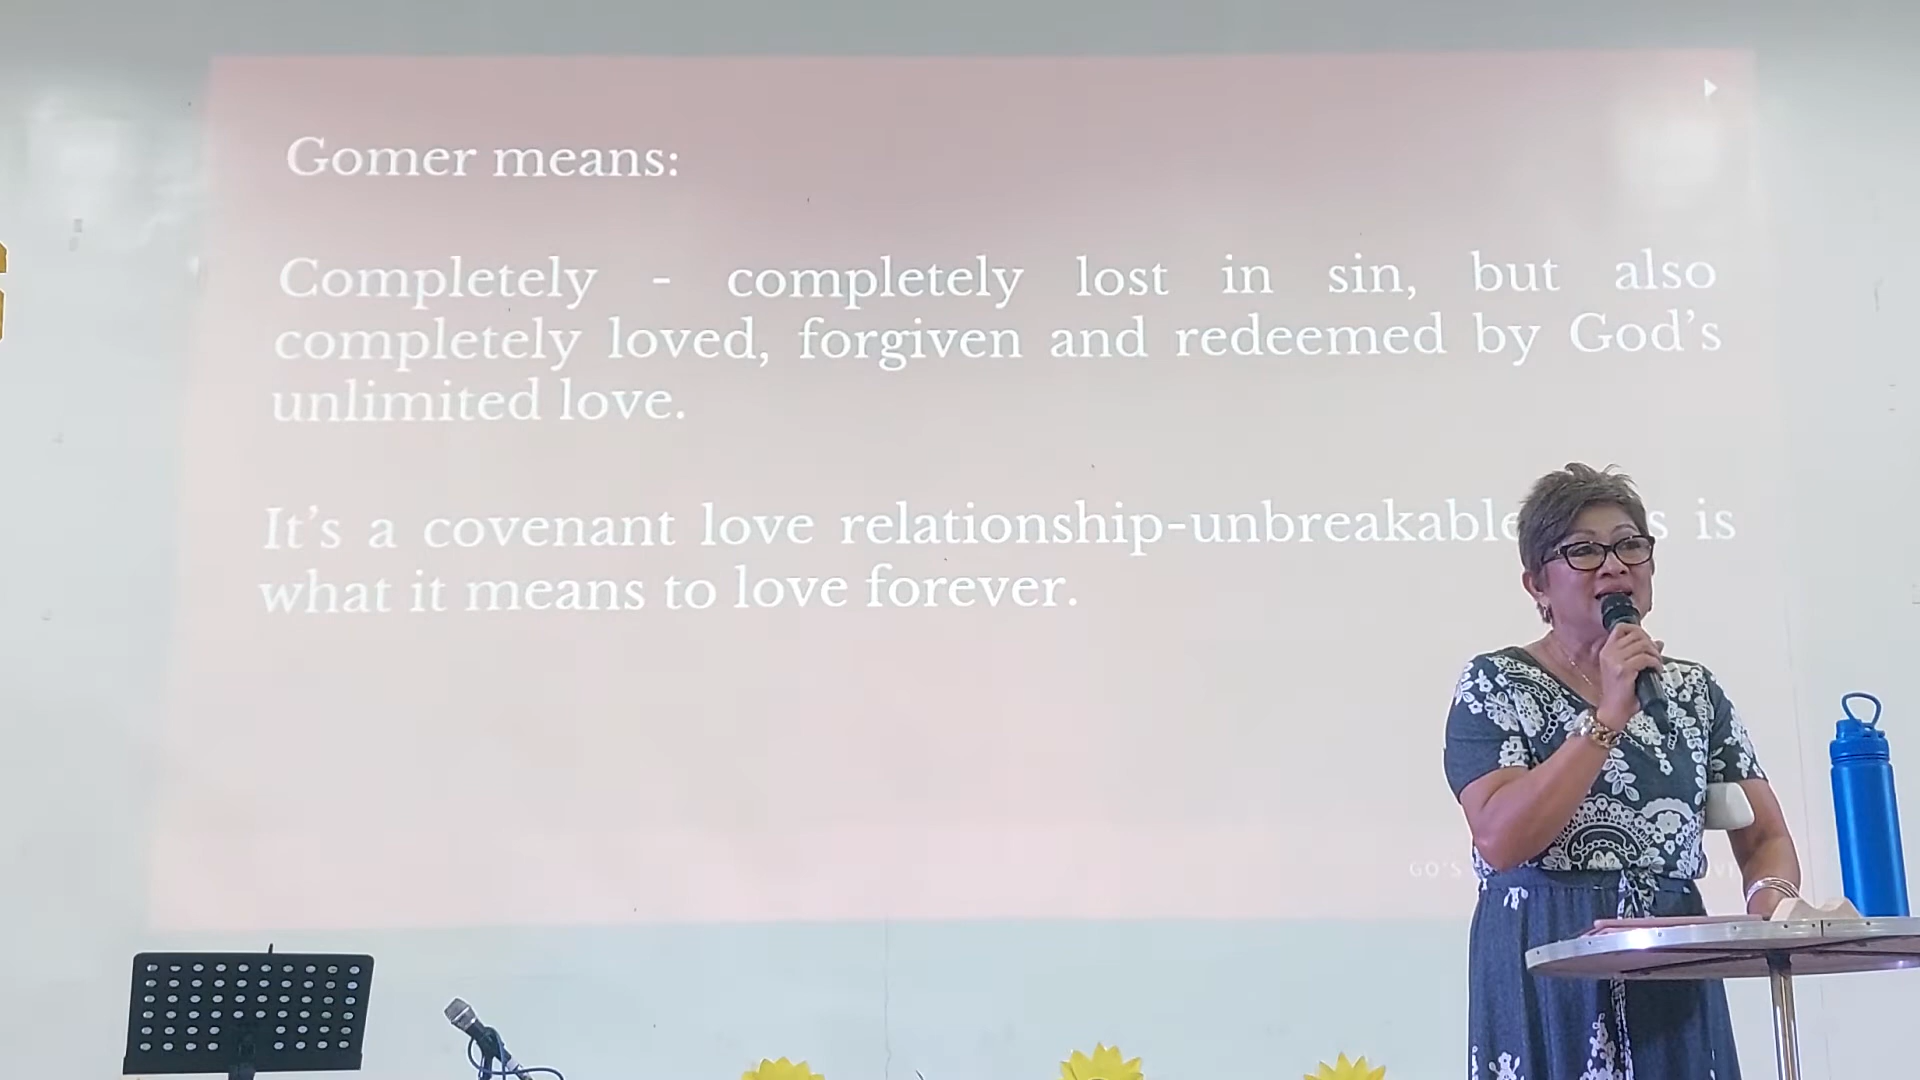 Gomer means:
Completely - completely lost in sin, but also
completely loved, forgiven and redeemed by God's
unlimited love.
It's a covenant love relationship-unbreakable is
what it means to love forever.
GO'S